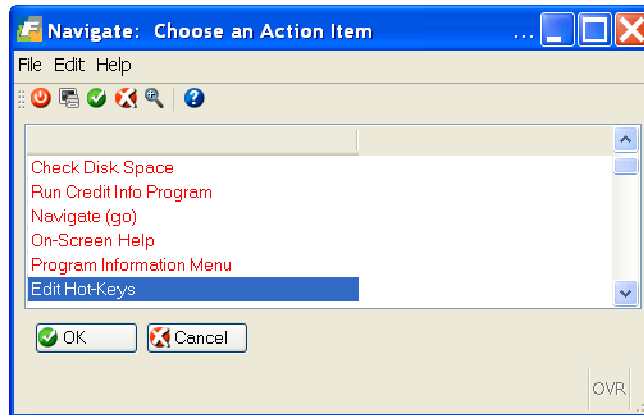 Navigate: Choose an Action Item ...
File Edit Help
Check Disk Space
Run Credit Info Program
Navigate (go)
On-Screen Help
Program Information Menu
Edit Hot-Keys
OK Cancel
OVR